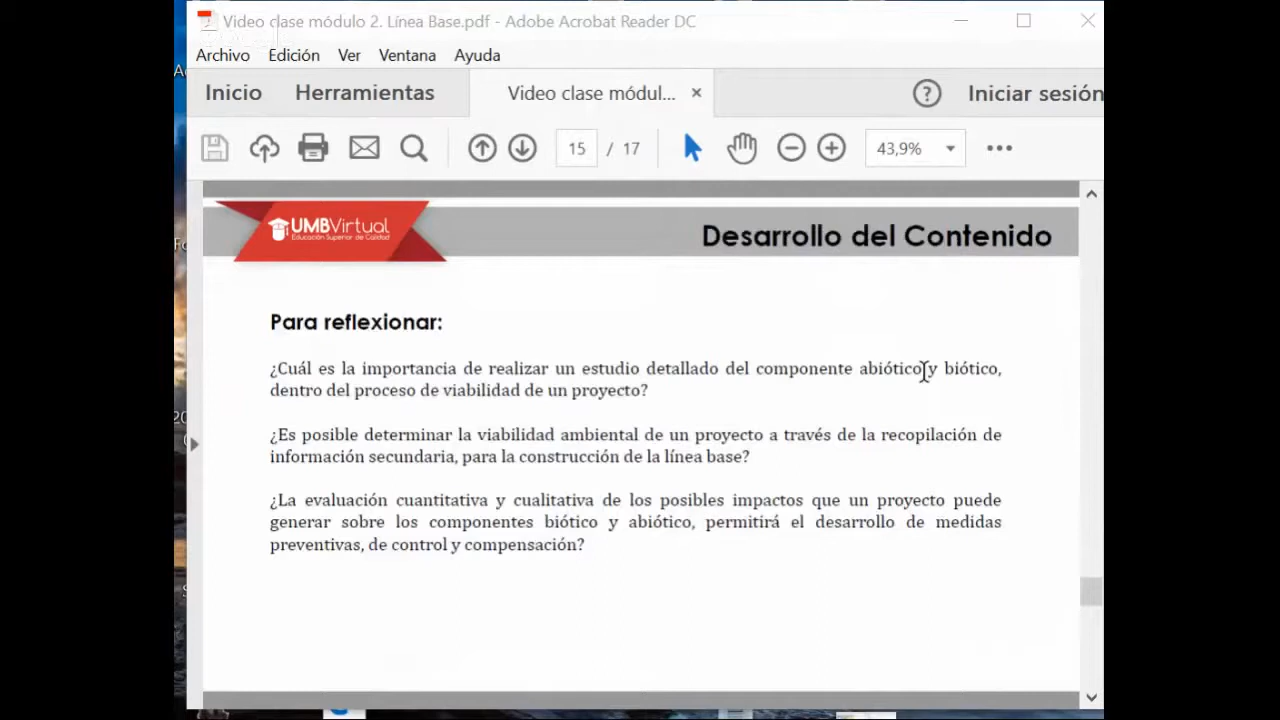 Video clase módulo 2. Línea Base.pdf - Adobe Acrobat Reader DC
Archivo Edición Ver Ventana Ayuda
Inicio Herramientas Video clase módul... Iniciar sesión
15 / 17 43,9%
UMBVirtual
Educación Superior de Calidad
Desarrollo del Contenido
Para reflexionar:
¿Cuál es la importancia de realizar un estudio detallado del componente abiótico y biótico,
dentro del proceso de viabilidad de un proyecto?
¿Es posible determinar la viabilidad ambiental de un proyecto a través de la recopilación de
información secundaria, para la construcción de la línea base?
¿La evaluación cuantitativa y cualitativa de los posibles impactos que un proyecto puede
generar sobre los componentes biótico y abiótico, permitirá el desarrollo de medidas
preventivas, de control y compensación?